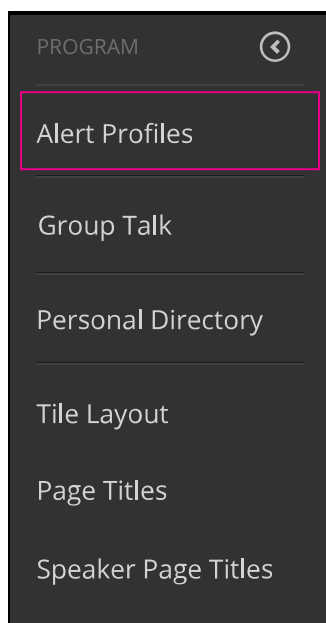 PROGRAM
Alert Profiles
Group Talk
Personal Directory
Tile Layout
Page Titles
Speaker Page Titles